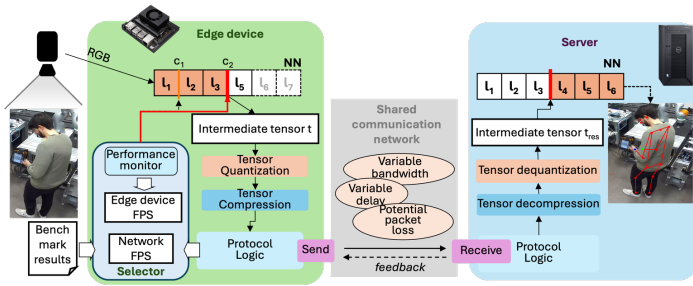 Edge device
RGB
c1
c2
NN
l1
l2
l3
l5
l6
l7
Intermediate tensor t
Tensor
Quantization
Tensor
Compression
Protocol
Logic
Send
Performance
monitor
Edge device
FPS
Network
FPS
Selector
Bench
mark
results
Shared
communication
network
Variable
bandwidth
Variable
delay
Potential
packet
loss
feedback
Server
NN
l1
l2
l3
l4
l5
l6
Intermediate tensor tres
Tensor dequantization
Tensor decompression
Protocol
Logic
Receive